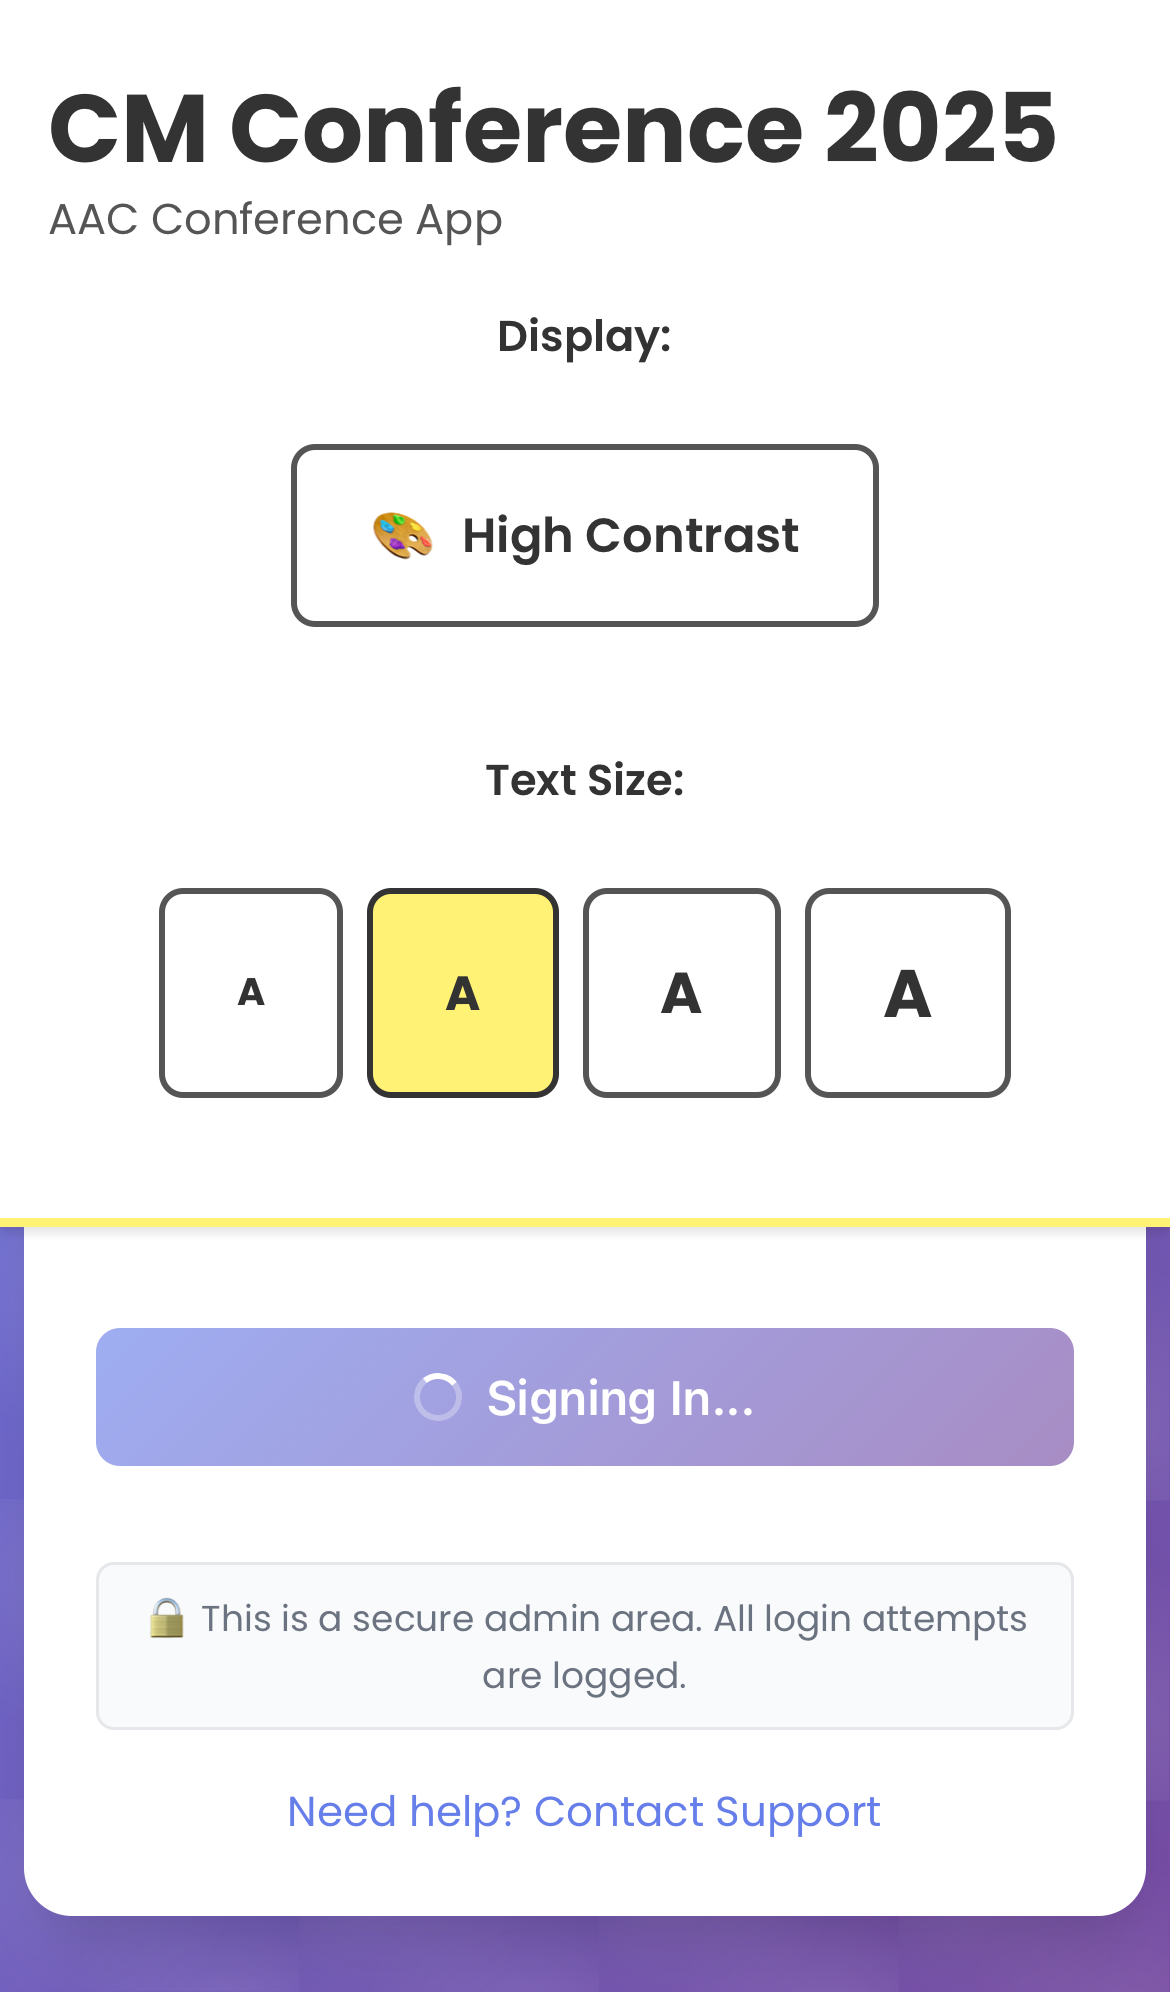 CM Conference 2025
AAC Conference App
Display:
🎨 High Contrast
Text Size:
A A A A
Signing In...
🔒 This is a secure admin area. All login attempts
are logged.
Need help? Contact Support